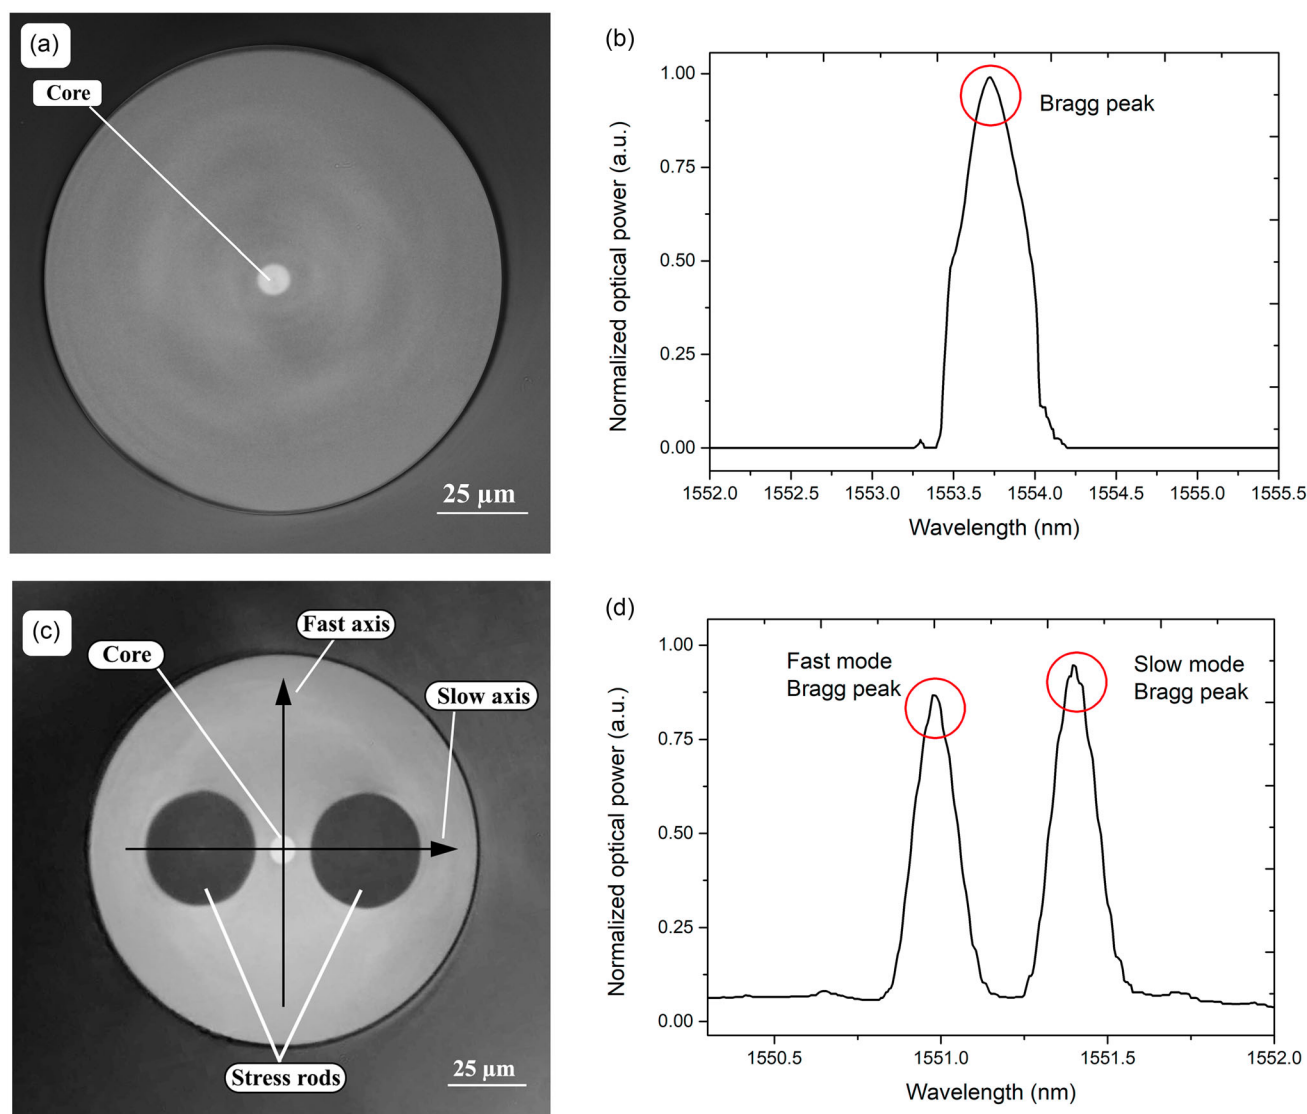 (a)
Core
25 µm
(b)
Normalized optical power (a.u.)
1.00
0.75
0.50
0.25
0.00
Bragg peak
1552.0 1552.5 1553.0 1553.5 1554.0 1554.5 1555.0 1555.5
Wavelength (nm)
(c)
Fast axis
Core
Slow axis
Stress rods
25 µm
(d)
Normalized optical power (a.u.)
1.00
0.75
0.50
0.25
0.00
Fast mode
Bragg peak
Slow mode
Bragg peak
1550.5 1551.0 1551.5 1552.0
Wavelength (nm)